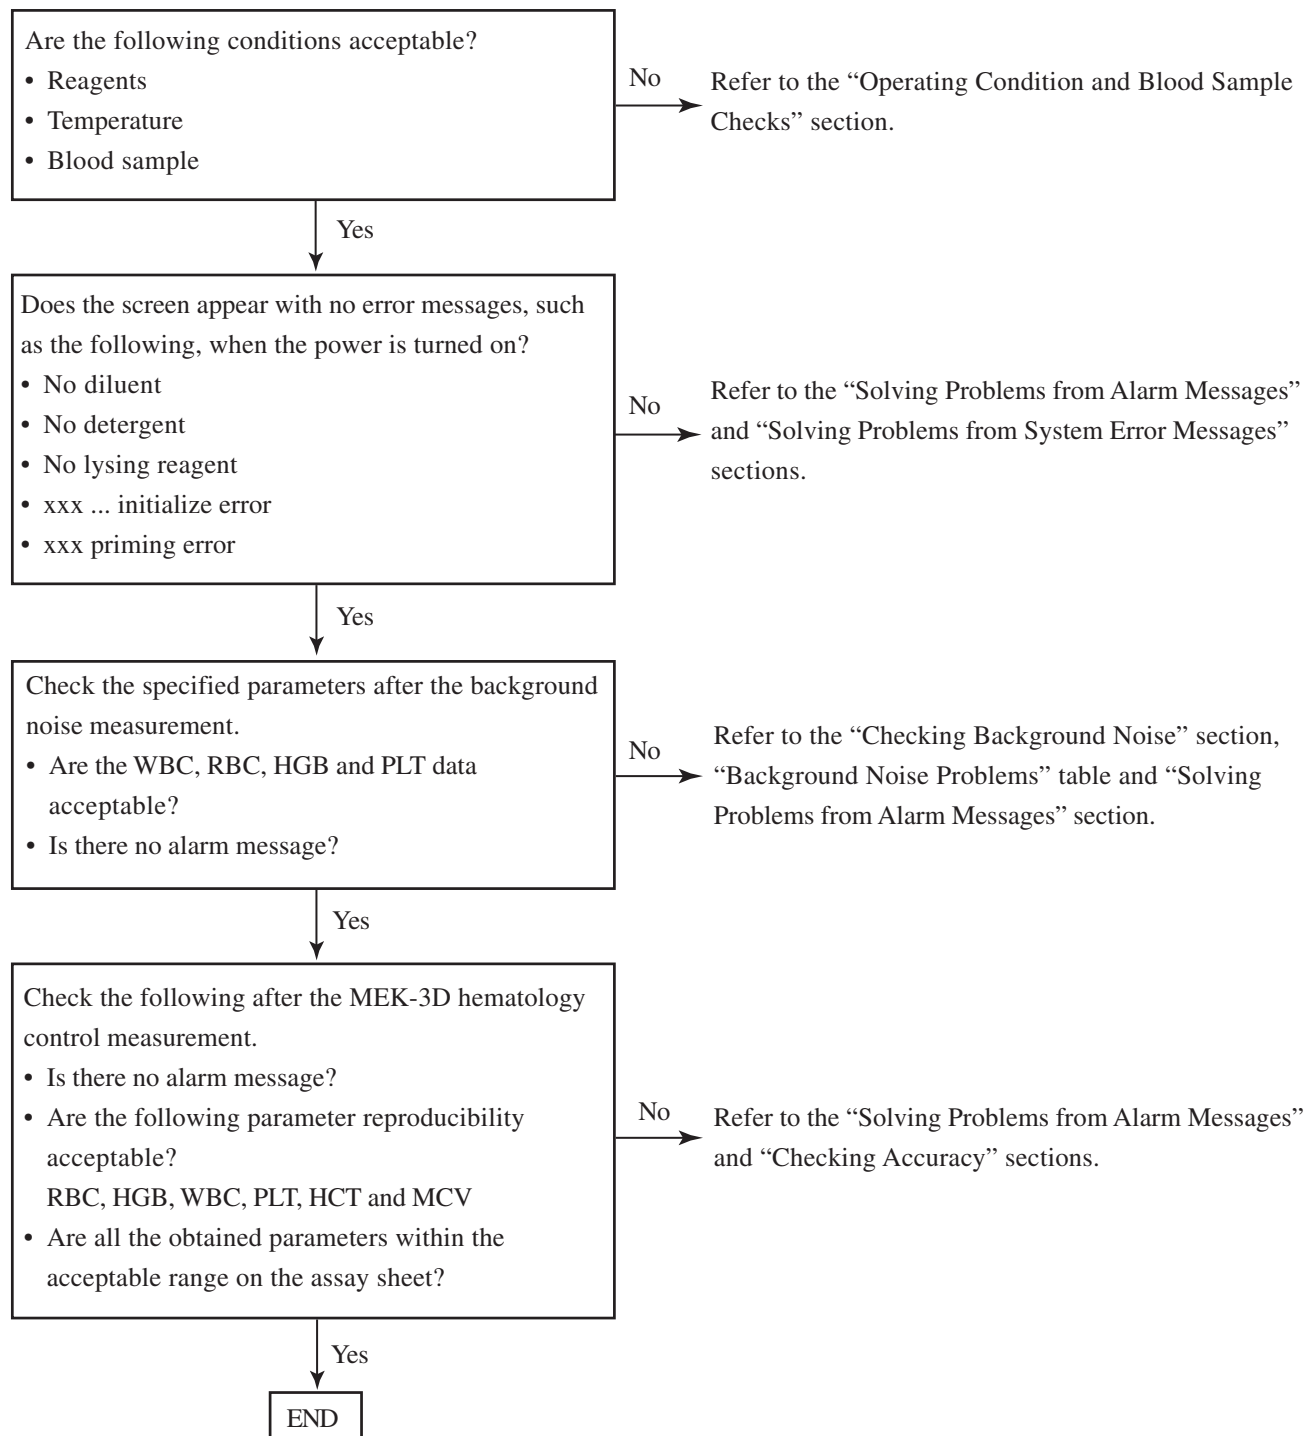 Are the following conditions acceptable?
• Reagents
• Temperature
• Blood sample
No
Refer to the “Operating Condition and Blood Sample
Checks” section.
Yes
Does the screen appear with no error messages, such
as the following, when the power is turned on?
• No diluent
• No detergent
• No lysing reagent
• xxx ... initialize error
• xxx priming error
No
Refer to the “Solving Problems from Alarm Messages”
and “Solving Problems from System Error Messages”
sections.
Yes
Check the specified parameters after the background
noise measurement.
• Are the WBC, RBC, HGB and PLT data
acceptable?
• Is there no alarm message?
No
Refer to the “Checking Background Noise” section,
“Background Noise Problems” table and “Solving
Problems from Alarm Messages” section.
Yes
Check the following after the MEK-3D hematology
control measurement.
• Is there no alarm message?
• Are the following parameter reproducibility
acceptable?
RBC, HGB, WBC, PLT, HCT and MCV
• Are all the obtained parameters within the
acceptable range on the assay sheet?
No
Refer to the “Solving Problems from Alarm Messages”
and “Checking Accuracy” sections.
Yes
END